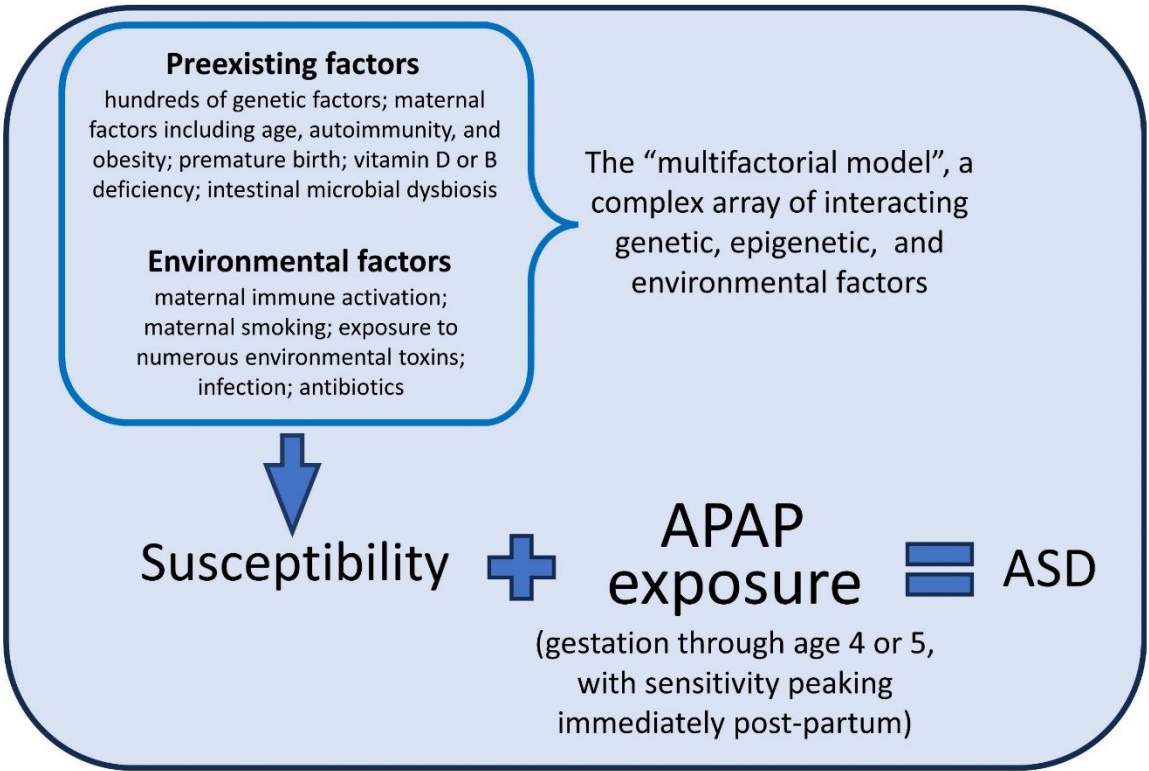 Preexisting factors
hundreds of genetic factors; maternal
factors including age, autoimmunity, and
obesity; premature birth; vitamin D or B
deficiency; intestinal microbial dysbiosis
Environmental factors
maternal immune activation;
maternal smoking; exposure to
numerous environmental toxins;
infection; antibiotics
The “multifactorial model”, a
complex array of interacting
genetic, epigenetic, and
environmental factors
Susceptibility
APAP
exposure
(gestation through age 4 or 5,
with sensitivity peaking
immediately post-partum)
ASD